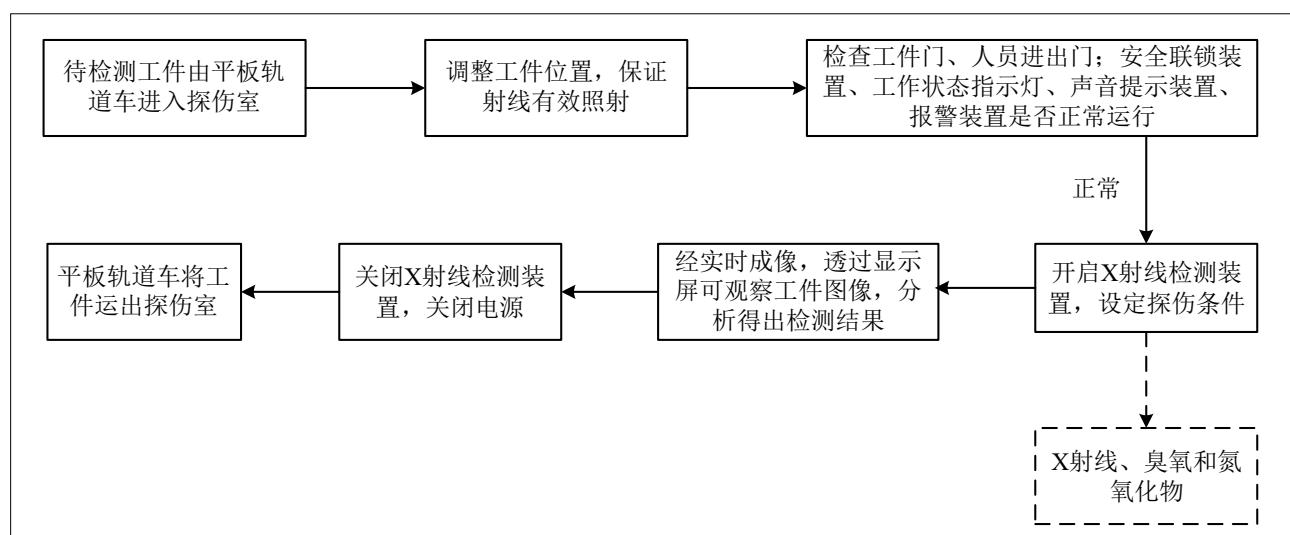 待检测工件由平板轨
道车进入探伤室
调整工件位置，保证
射线有效照射
检查工件门、人员进出门；安全联锁装
置、工作状态指示灯、声音提示装置、
报警装置是否正常运行
正常
平板轨道车将工
件运出探伤室
关闭X射线检测装
置，关闭电源
经实时成像，透过显示
屏可观察工件图像，分
析得出检测结果
开启X射线检测装
置，设定探伤条件
X射线、臭氧和氮
氧化物